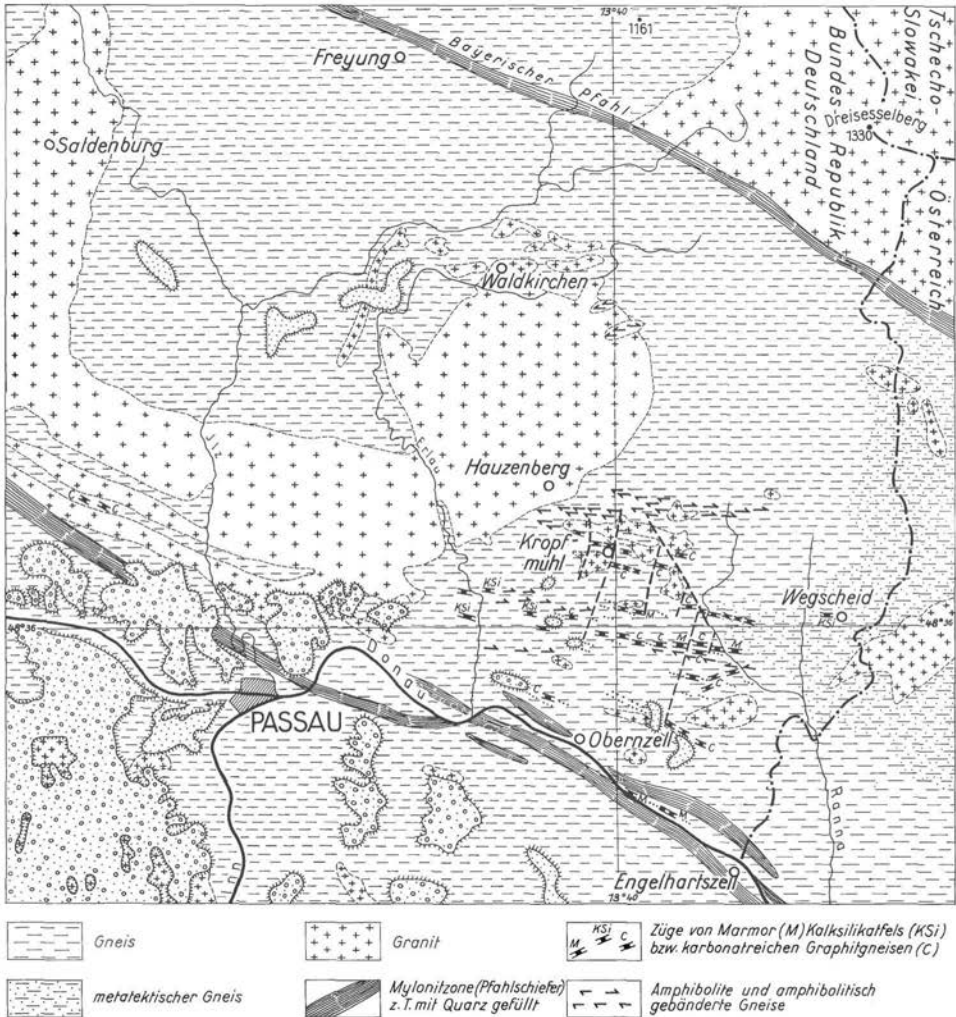 13°40
1161
Freyung
Bayerischer
Pfahl
Tschecho-
Slowakei
Bundes Republik
Deutschland
Dreisesselberg
1330
Österreich
Saldenburg
Waldkirchen
Ilz
Erlau
Hauzenberg
C
C
Kropf
mühl
C
C
C
KSi
KSi
KSi
C
M
Wegscheid
KSi
48°36
48°36
C
C
M
C
M
C
C
Donau
PASSAU
C
Obernzell
C
M
M
Ranna
Engelhartszell
13°40
Gneis
Granit
M
KSi
C
Züge von Marmor (M) Kalksilikatfels (KSi)
bzw. karbonatreichen Graphitgneisen (C)
metatektischer Gneis
Mylonitzone (Pfahlschiefer)
z. T. mit Quarz gefüllt
Amphibolite und amphibolitisch
gebänderte Gneise